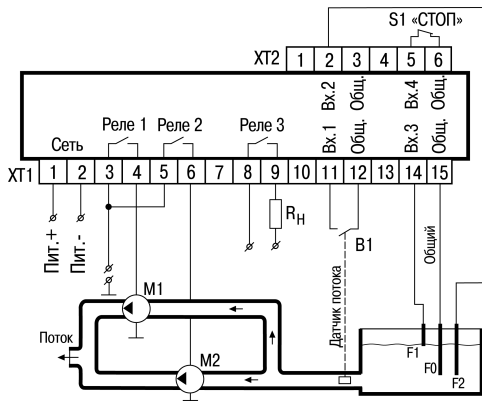 S1 «СТОП»
XT2 1 2 3 4 5 6
Вх.2 Общ. Вх.4 Общ.
Реле 1 Реле 2 Реле 3
Сеть
Вх.1 Общ. Вх.3 Общ.
XT1 1 2 3 4 5 6 7 8 9 10 11 12 13 14 15
Пит.+ Пит.-
RН
B1
Общий
Датчик потока
M1
Поток
M2
F1 F0 F2